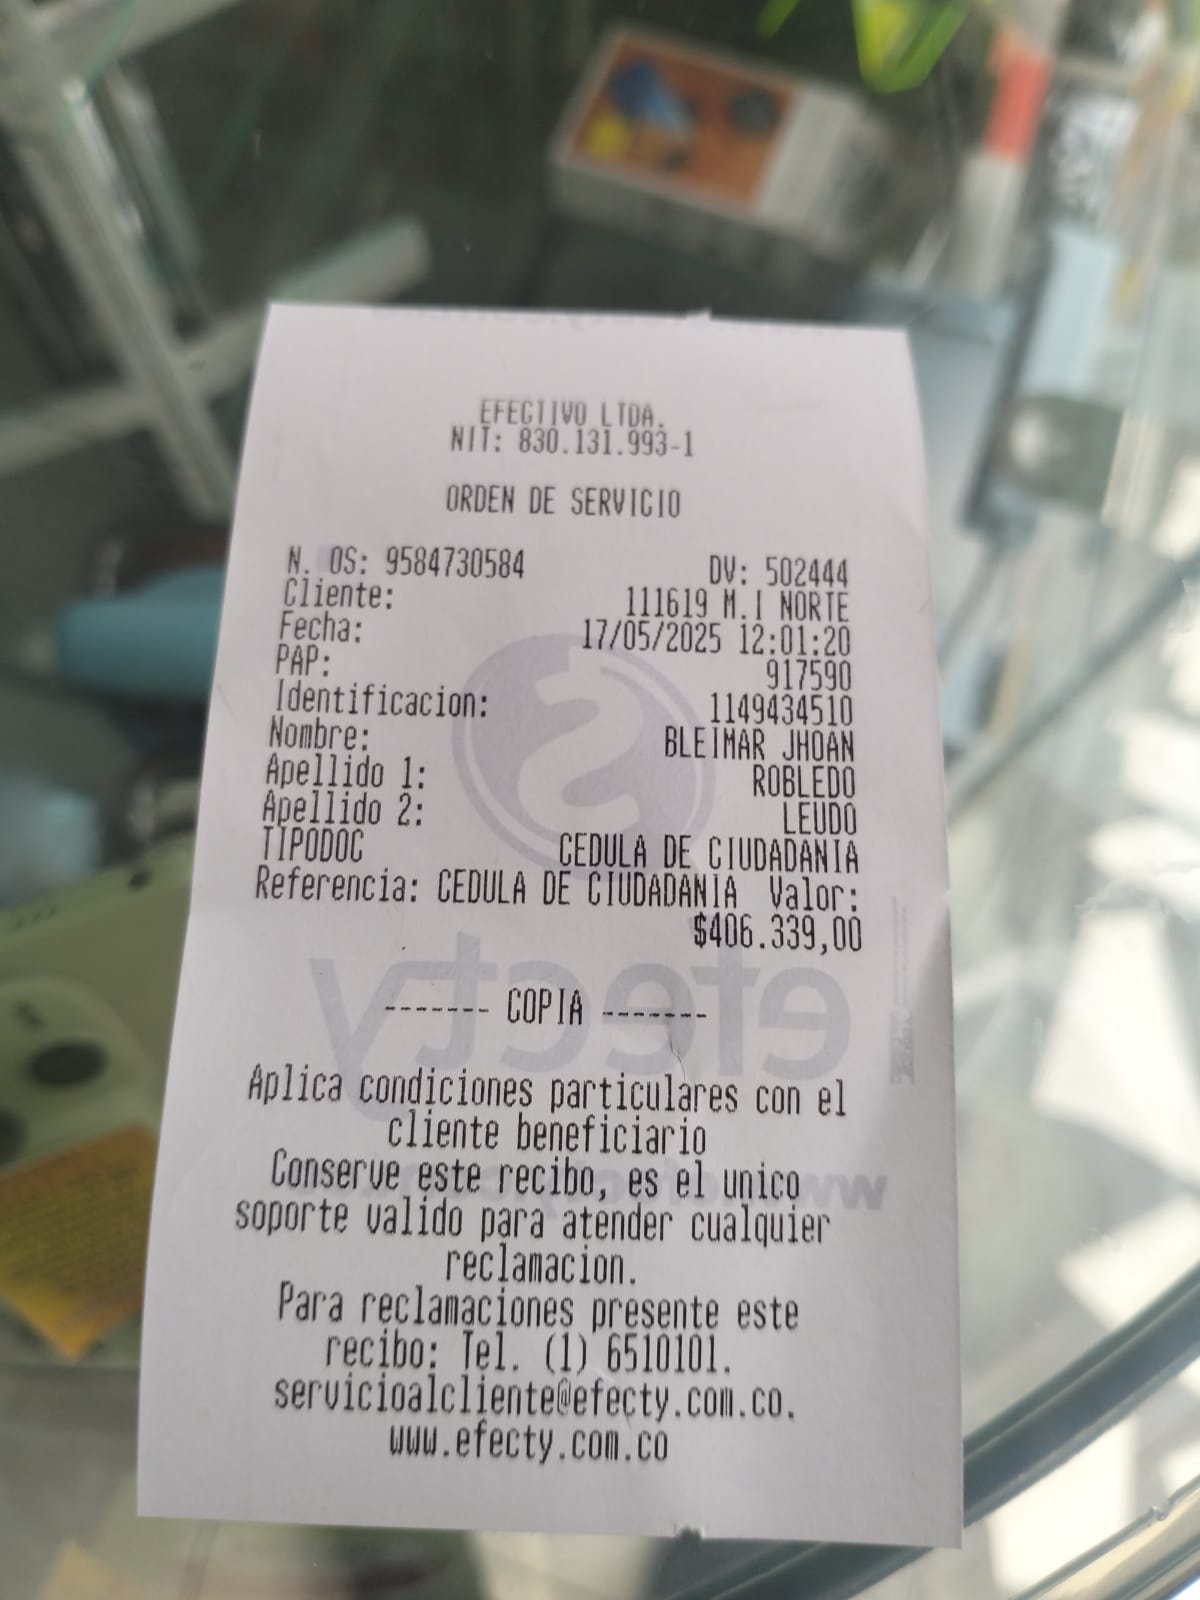 EFECTIVO LTDA.
NIT: 830.131.993-1
ORDEN DE SERVICIO
N. OS: 9584730584 DV: 502444
Cliente: 111619 M.I NORTE
Fecha: 17/05/2025 12:01:20
PAP: 917590
Identificacion: 1149434510
Nombre: BLEIMAR JHOAN
Apellido 1: ROBLEDO
Apellido 2: LEUDO
TIPODOC CEDULA DE CIUDADANIA
Referencia: CEDULA DE CIUDADANIA Valor:
$406.339,00
------- COPIA -------
efecty
Aplica condiciones particulares con el
cliente beneficiario
Conserve este recibo, es el unico
soporte valido para atender cualquier
reclamacion.
Para reclamaciones presente este
recibo: Tel. (1) 6510101.
servicioalcliente@efecty.com.co.
www.efecty.com.co